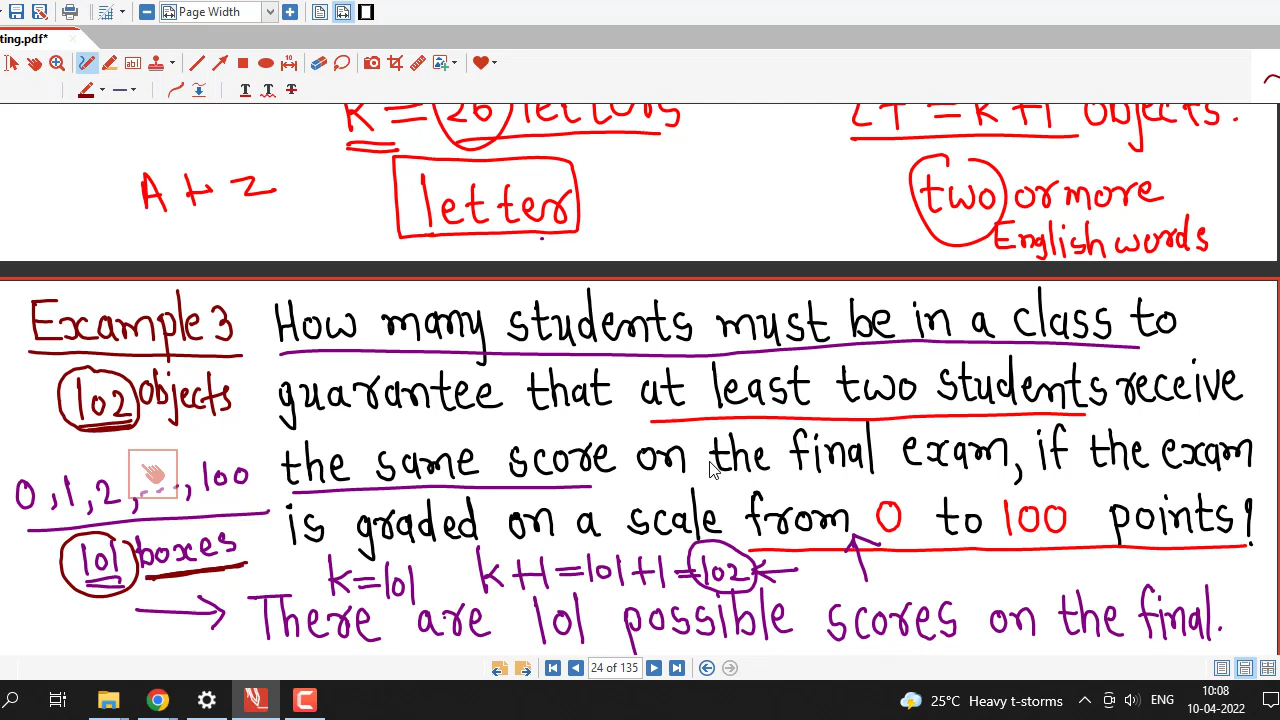 Page Width
ting.pdf*
K = 26 letters
27 = K+1 objects.
A to Z
letter
two or more
English words
Example 3
How many students must be in a class to
102 objects
guarantee that at least two students receive
the same score on the final exam, if the exam
0, 1, 2, ..., 100
is graded on a scale from 0 to 100 points!
101 boxes
K=101 K+1=101+1=102
There are 101 possible scores on the final.
24 of 135
25°C Heavy t-storms
ENG
10:08
10-04-2022